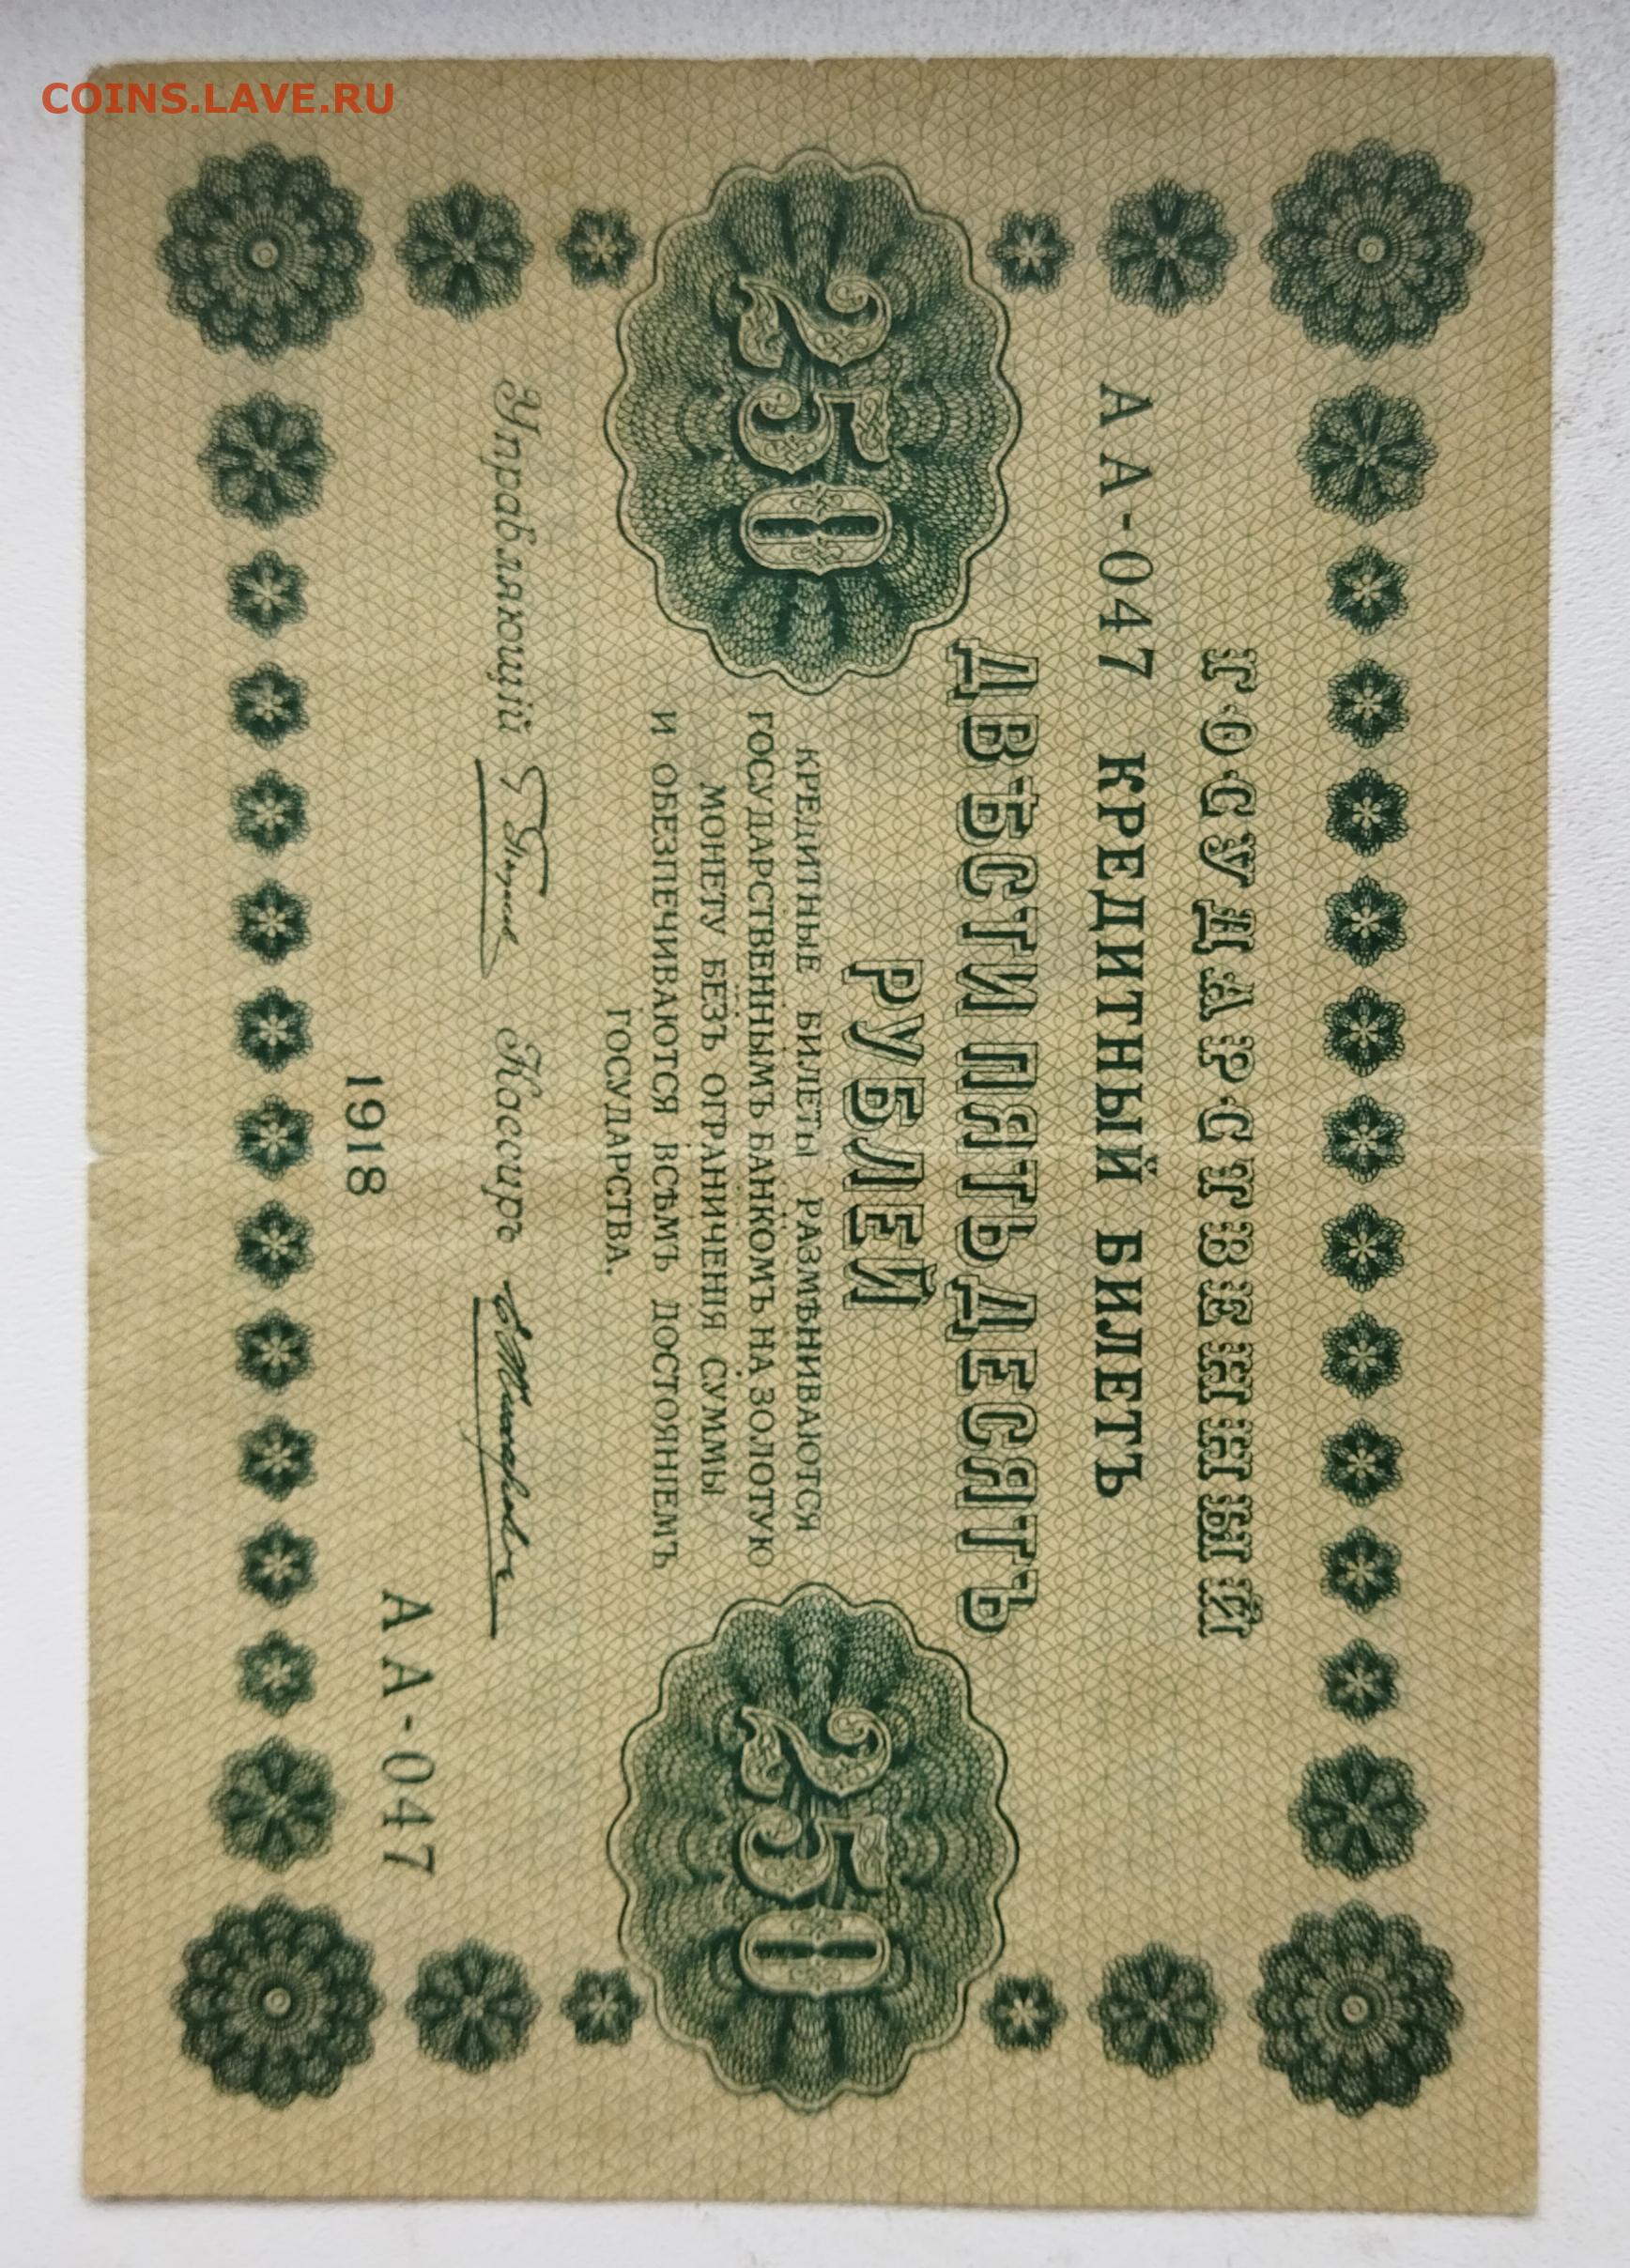 COINS.LAVE.RU
ГОСУДАРСТВЕННЫЙ
АА-047 КРЕДИТНЫЙ БИЛЕТЪ
ДВѢСТИ ПЯТЬДЕСЯТЪ
РУБЛЕЙ
250
250
КРЕДИТНЫЕ БИЛЕТЫ РАЗМѢНИВАЮТСЯ
ГОСУДАРСТВЕННЫМЪ БАНКОМЪ НА ЗОЛОТУЮ
МОНЕТУ БЕЗЪ ОГРАНИЧЕНІЯ СУММЫ
И ОБЕЗПЕЧИВАЮТСЯ ВСѢМЪ ДОСТОЯНІЕМЪ
ГОСУДАРСТВА.
Управляющій Кассиръ
АА-047
1918